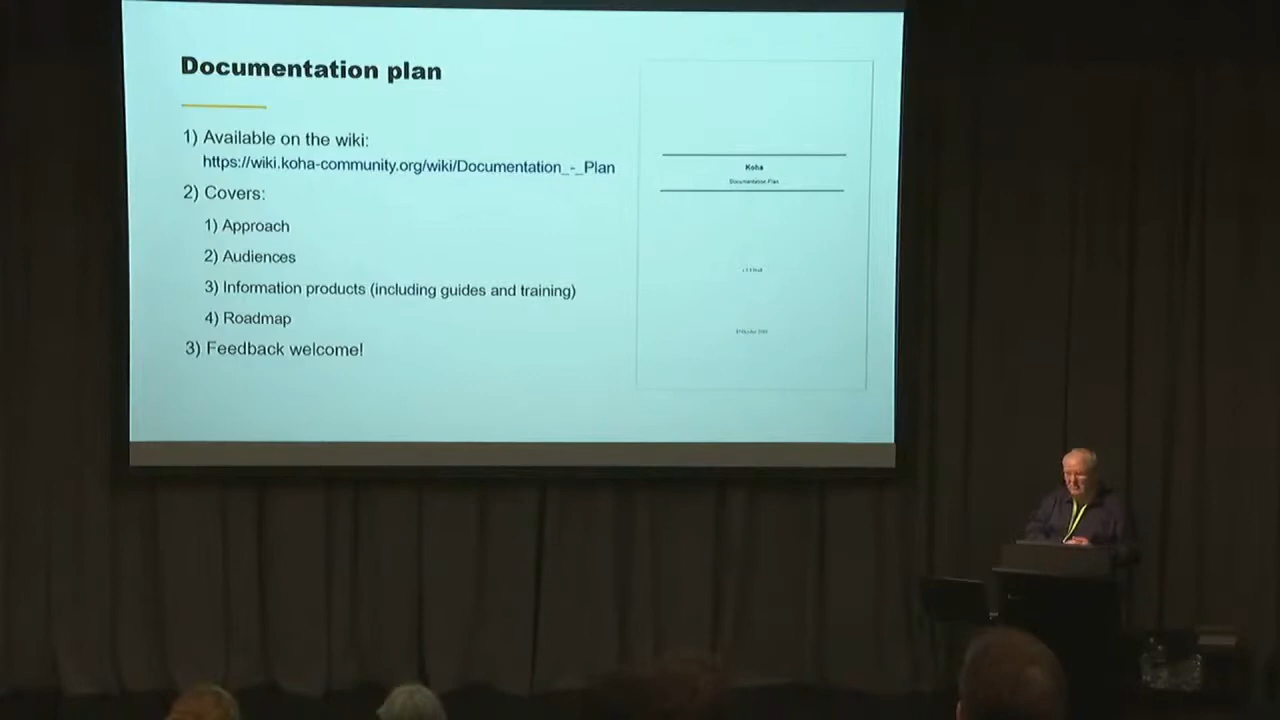 Documentation plan
1) Available on the wiki:
https://wiki.koha-community.org/wiki/Documentation_-_Plan
2) Covers:
1) Approach
2) Audiences
3) Information products (including guides and training)
4) Roadmap
3) Feedback welcome!
Koha
Documentation Plan